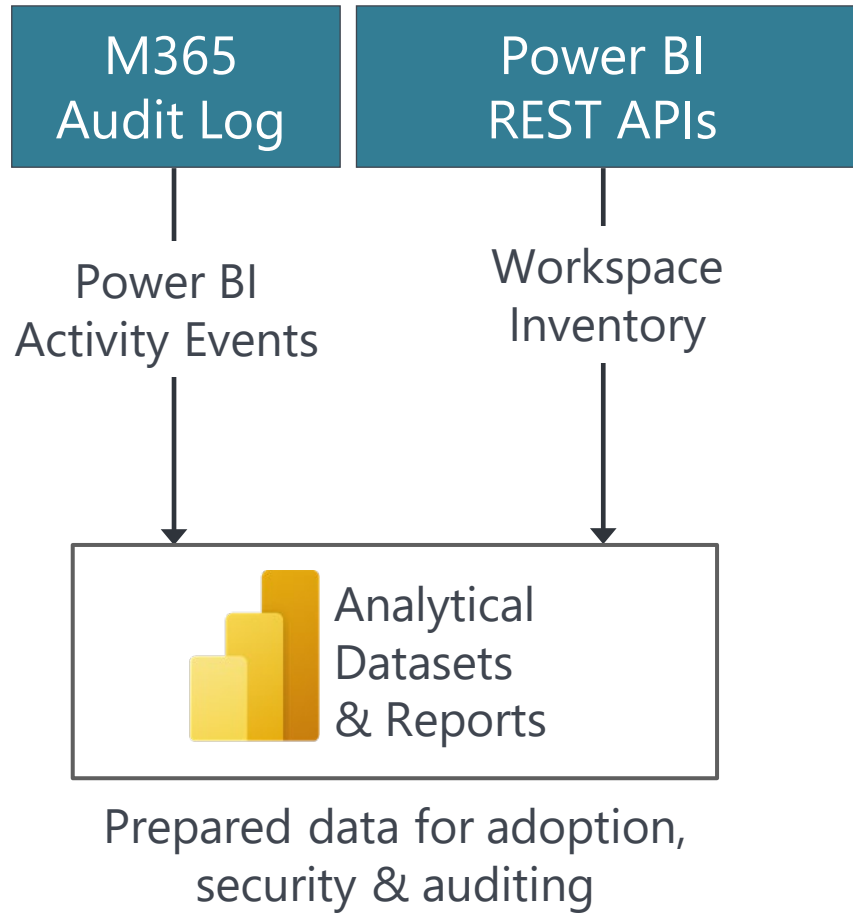 M365
Audit Log
Power BI
REST APIs
Power BI
Activity Events
Workspace
Inventory
Analytical
Datasets
& Reports
Prepared data for adoption,
security & auditing